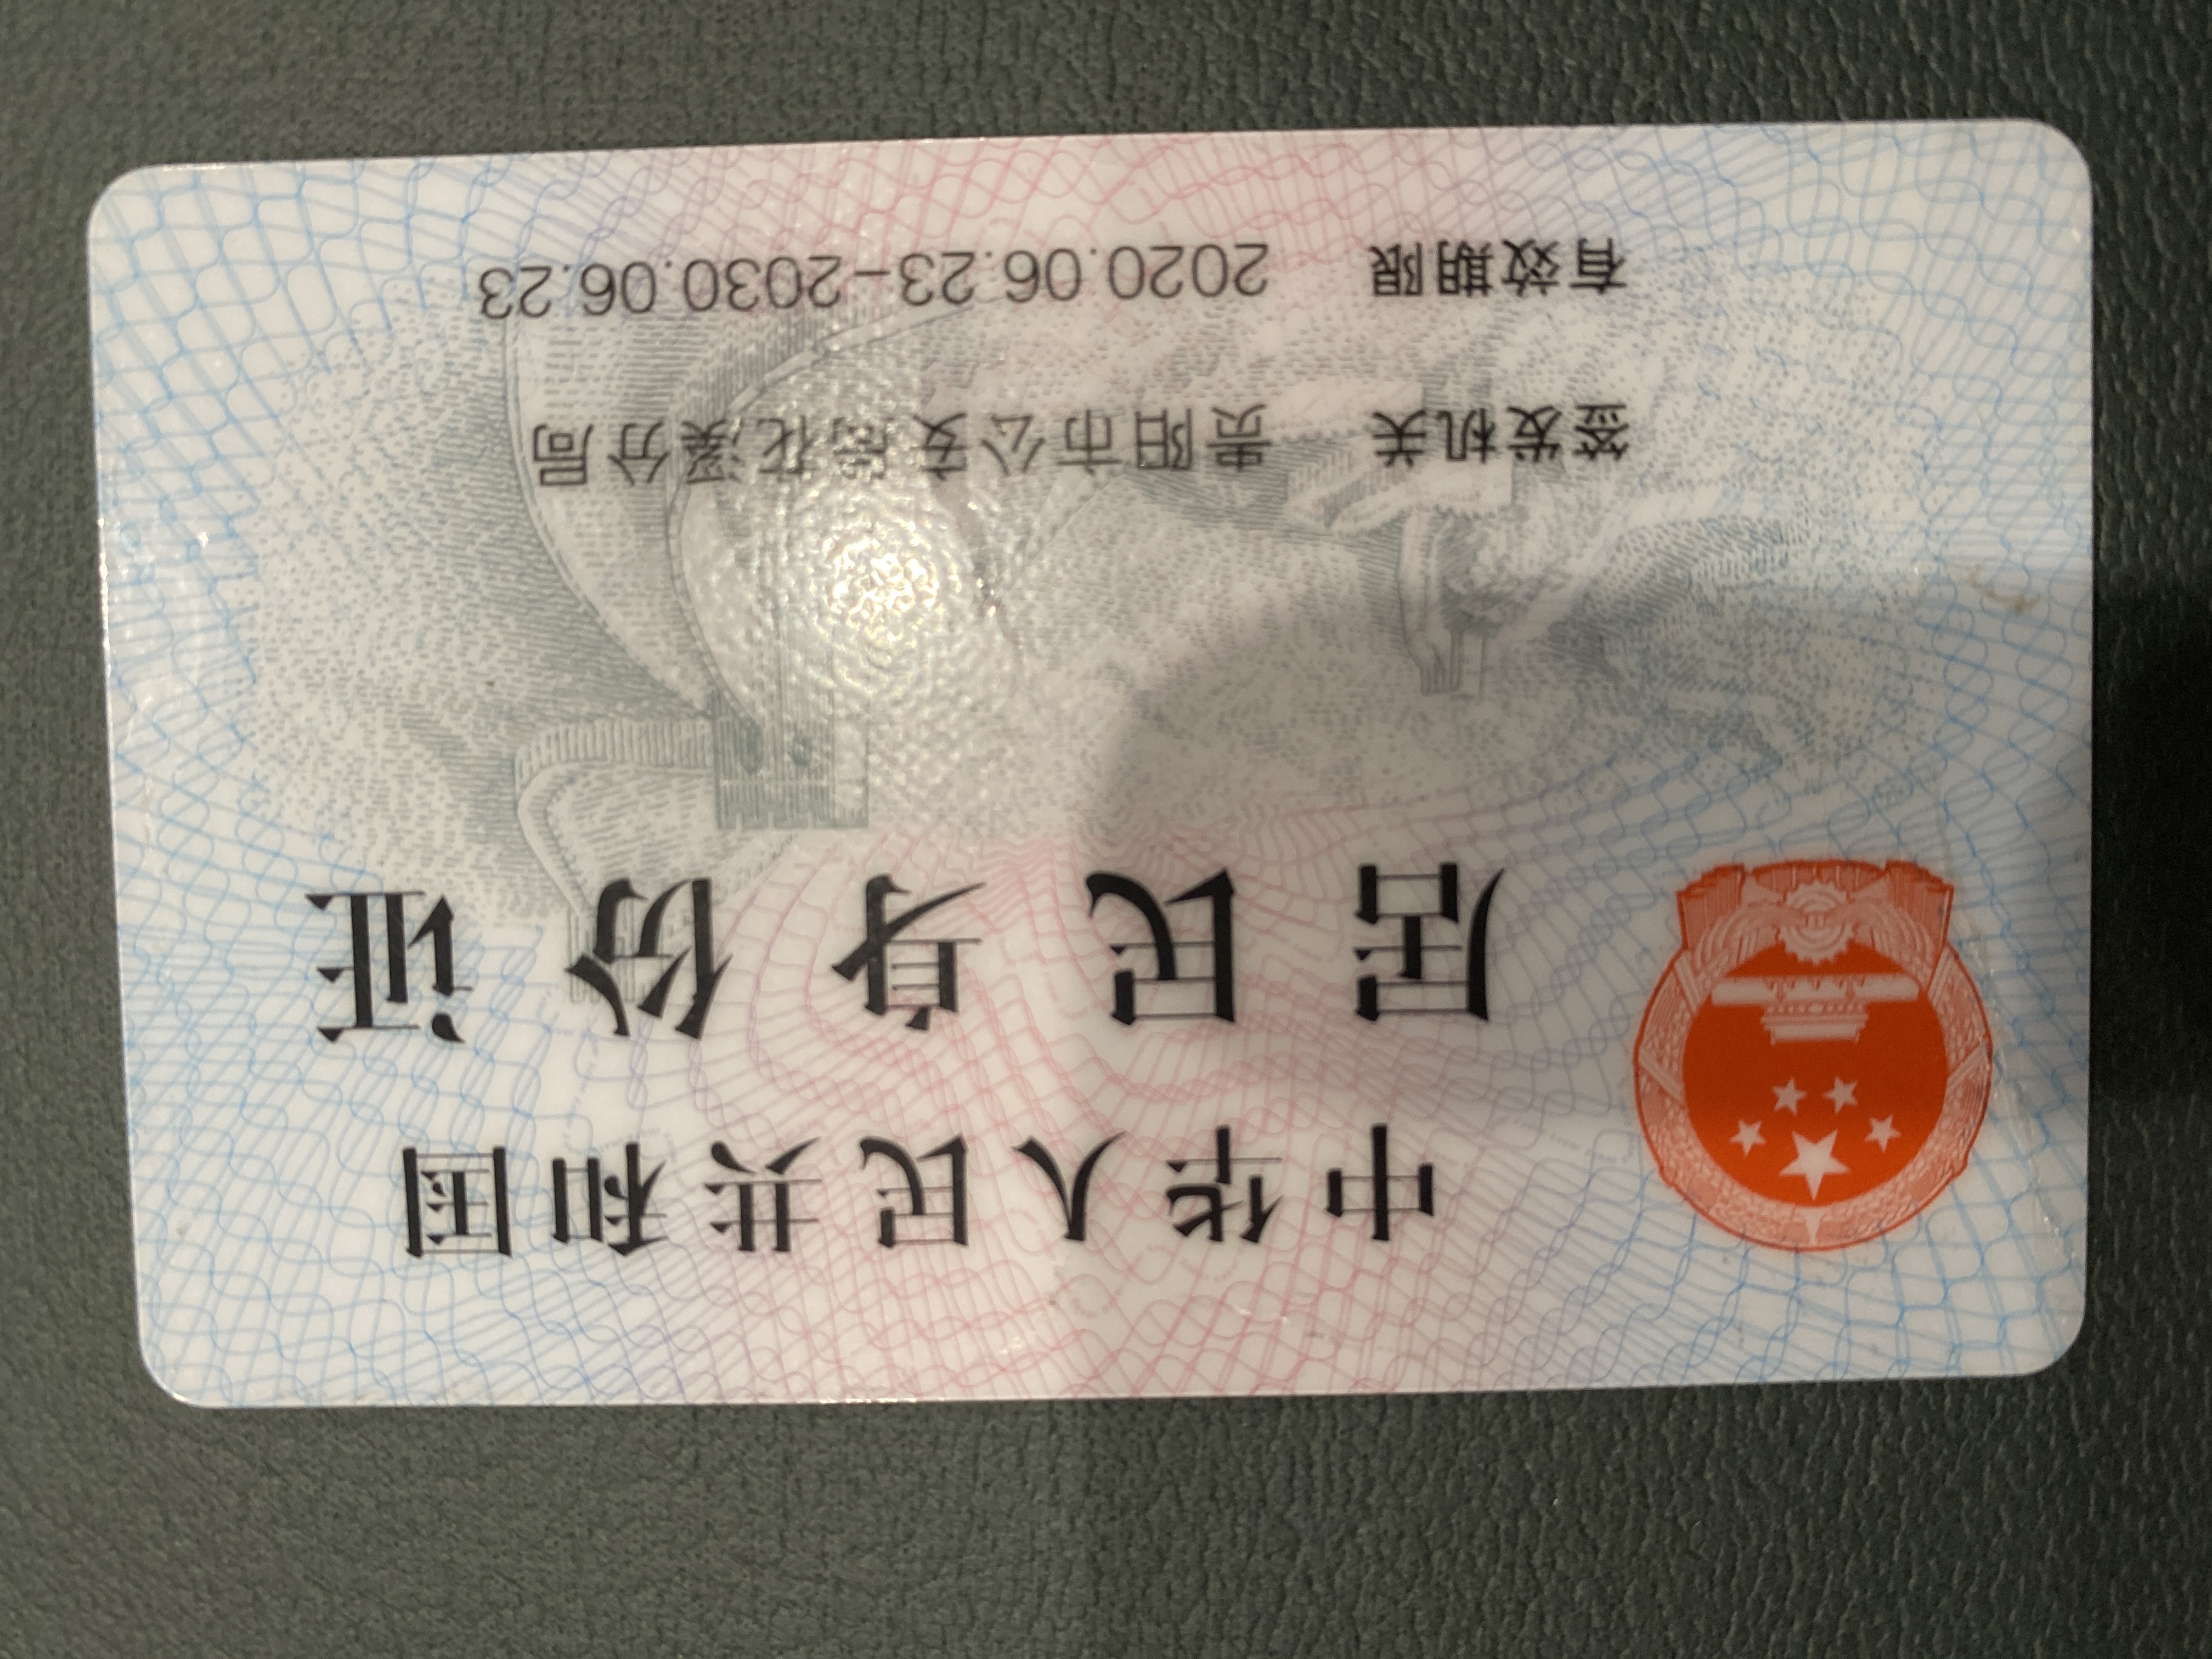 中华人民共和国
居民身份证
签发机关 贵阳市公安局花溪分局
有效期限 2020.06.23-2030.06.23